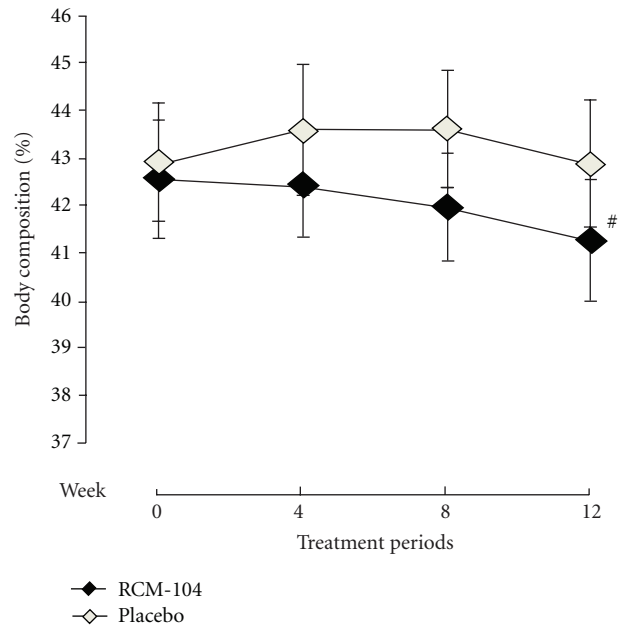 46
45
44
43
42
41
40
39
38
37
Body composition (%)
#
Week
0 4 8 12
Treatment periods
RCM-104
Placebo